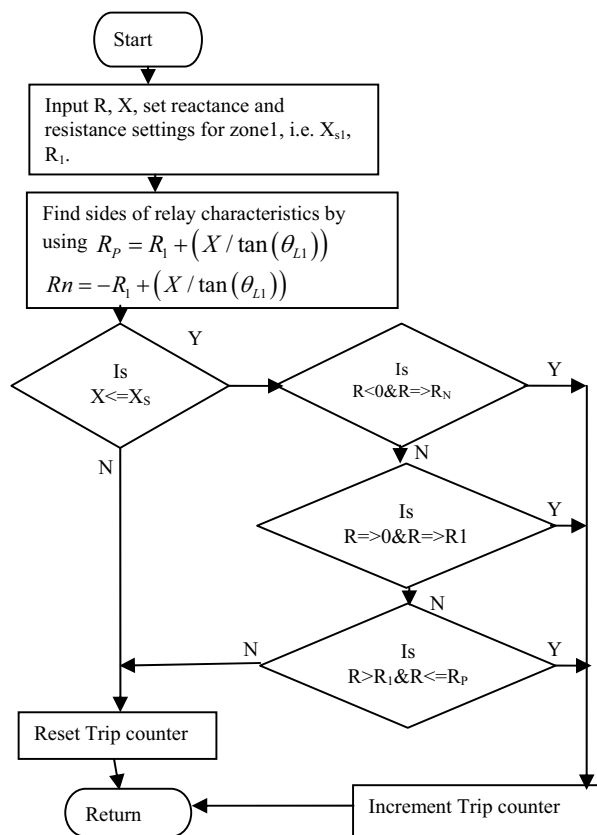 Start
Input R, X, set reactance and
resistance settings for zone1, i.e. Xs1,
R1.
Find sides of relay characteristics by
using RP = R1 + (X / tan(θL1))
Rn = −R1 + (X / tan(θL1))
Is
X<=XS
Y
N
Is
R<0&R=>RN
Y
N
Is
R=>0&R=>R1
Y
N
Is
R>R1&R<=RP
Y
N
Reset Trip counter
Increment Trip counter
Return